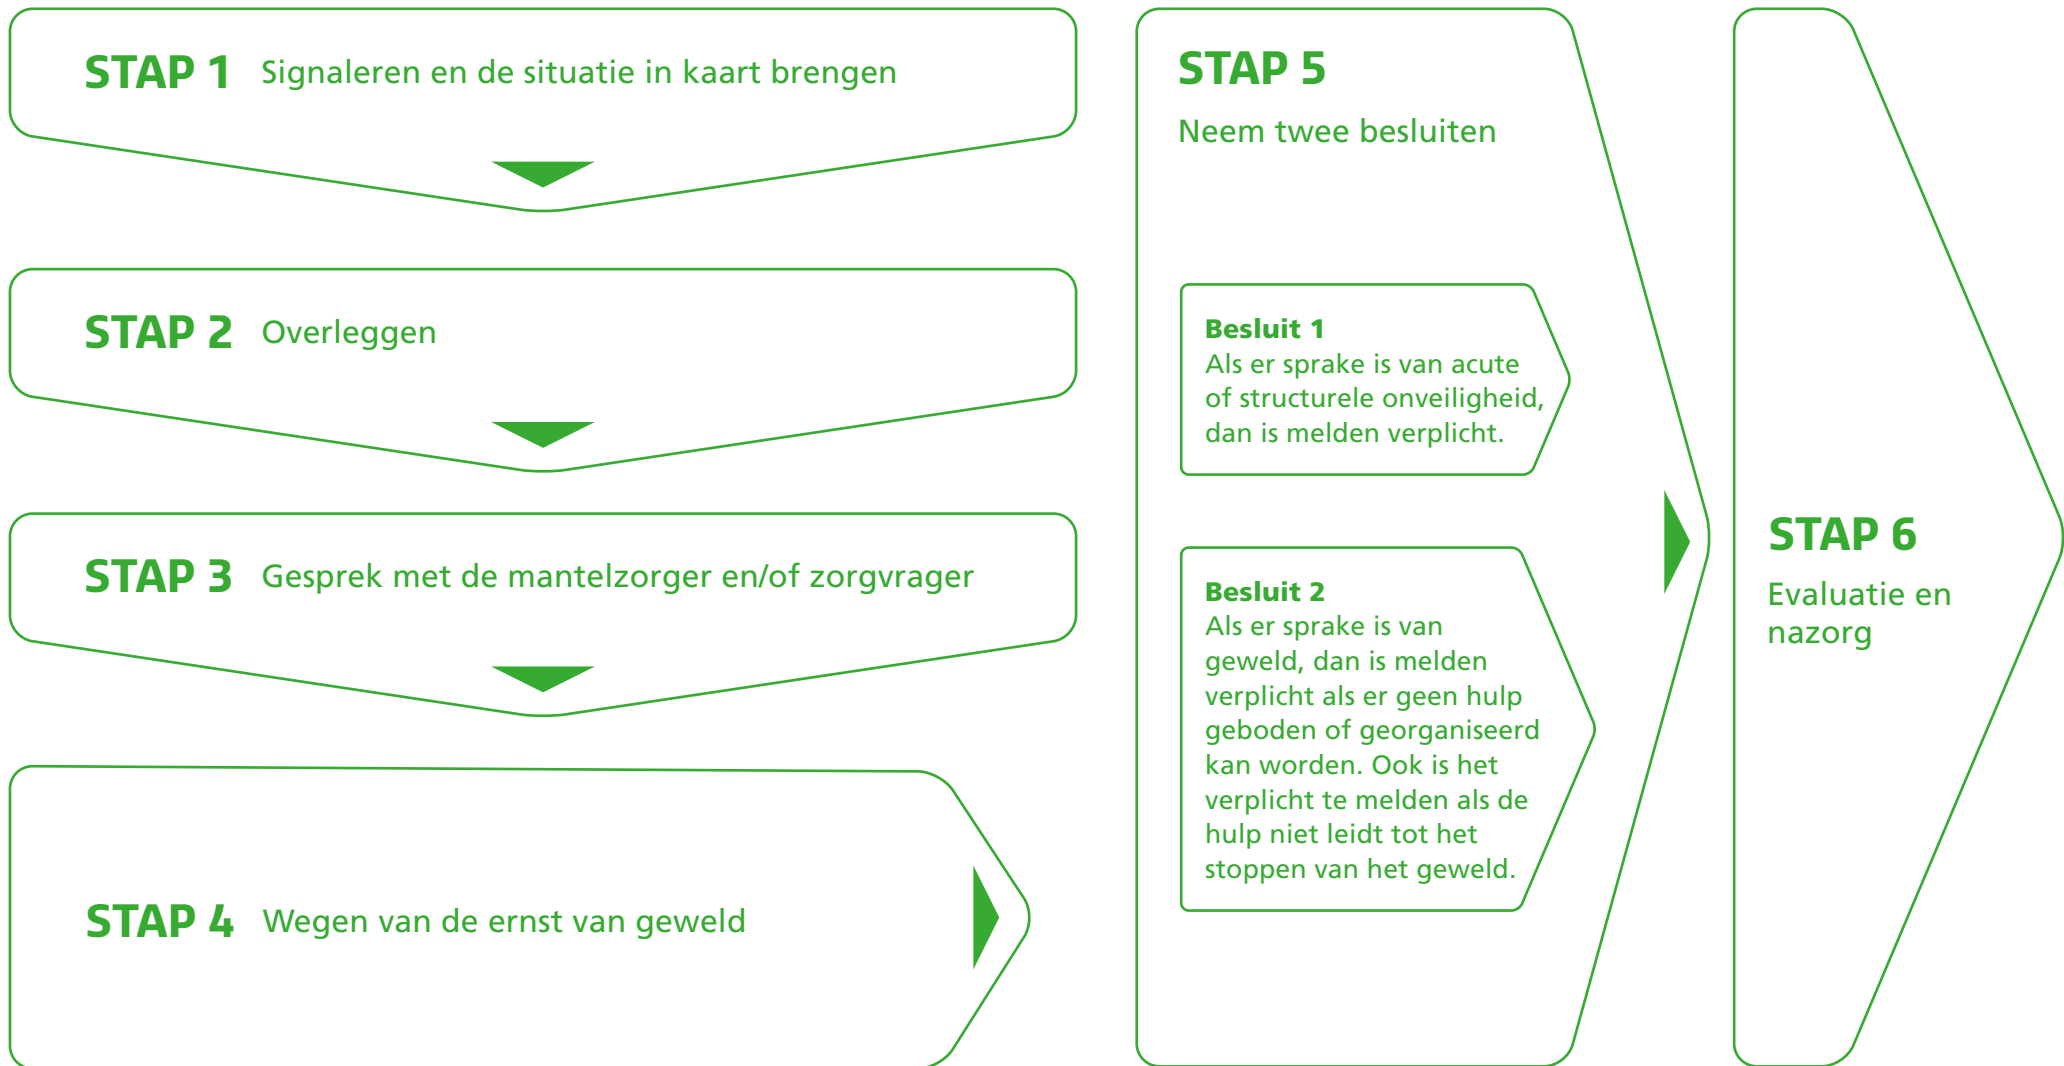 STAP 1 Signaleren en de situatie in kaart brengen
STAP 2 Overleggen
STAP 3 Gesprek met de mantelzorger en/of zorgvrager
STAP 4 Wegen van de ernst van geweld
STAP 5
Neem twee besluiten
Besluit 1
Als er sprake is van acute
of structurele onveiligheid,
dan is melden verplicht.
Besluit 2
Als er sprake is van
geweld, dan is melden
verplicht als er geen hulp
geboden of georganiseerd
kan worden. Ook is het
verplicht te melden als de
hulp niet leidt tot het
stoppen van het geweld.
STAP 6
Evaluatie en
nazorg